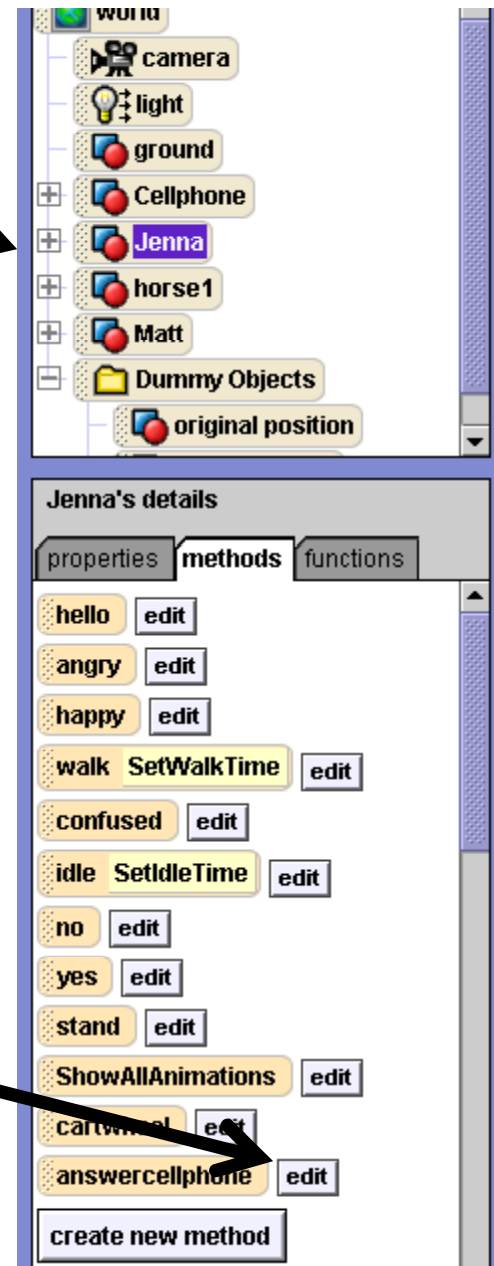 world
camera
light
ground
Cellphone
Jenna
horse1
Matt
Dummy Objects
original position
Jenna's details
properties methods functions
hello edit
angry edit
happy edit
walk SetWalkTime edit
confused edit
idle SetIdleTime edit
no edit
yes edit
stand edit
ShowAllAnimations edit
cartwheel edit
answercellphone edit
create new method